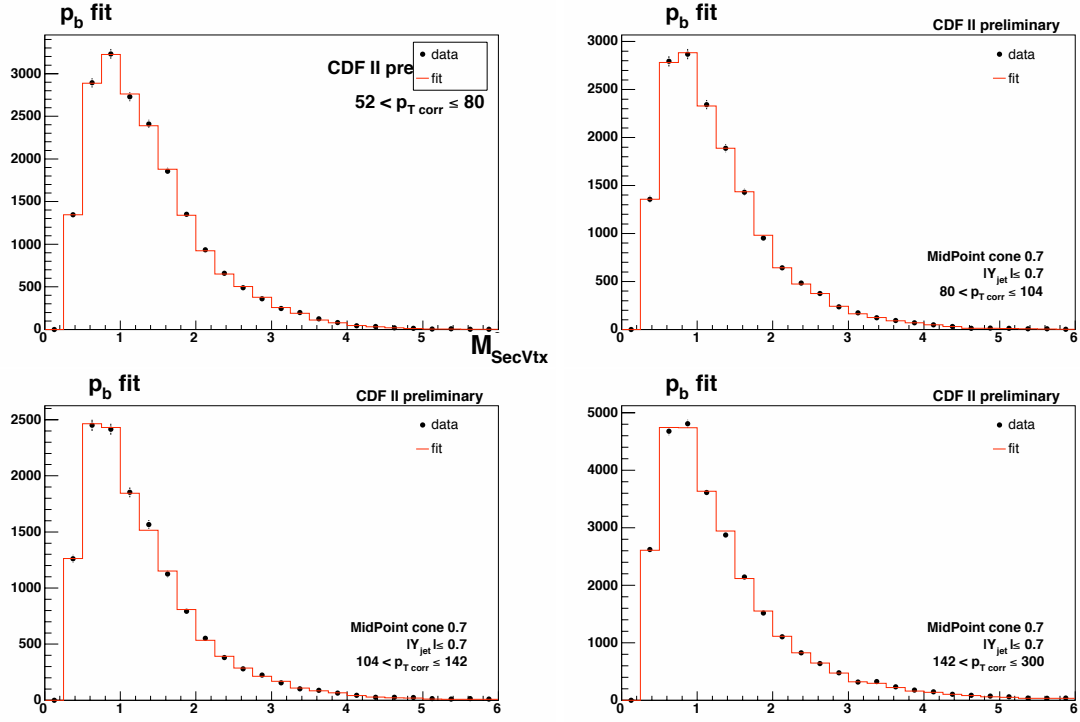 p_b fit
CDF II pre
data
fit
52 < p_T corr ≤ 80
3000
2500
2000
1500
1000
500
0
0 1 2 3 4 5 6
M_SecVtx
p_b fit
CDF II preliminary
data
fit
MidPoint cone 0.7
|Y_jet| ≤ 0.7
80 < p_T corr ≤ 104
3000
2500
2000
1500
1000
500
0
0 1 2 3 4 5 6
p_b fit
CDF II preliminary
data
fit
MidPoint cone 0.7
|Y_jet| ≤ 0.7
104 < p_T corr ≤ 142
2500
2000
1500
1000
500
0
0 1 2 3 4 5 6
p_b fit
CDF II preliminary
data
fit
MidPoint cone 0.7
|Y_jet| ≤ 0.7
142 < p_T corr ≤ 300
5000
4000
3000
2000
1000
0
0 1 2 3 4 5 6